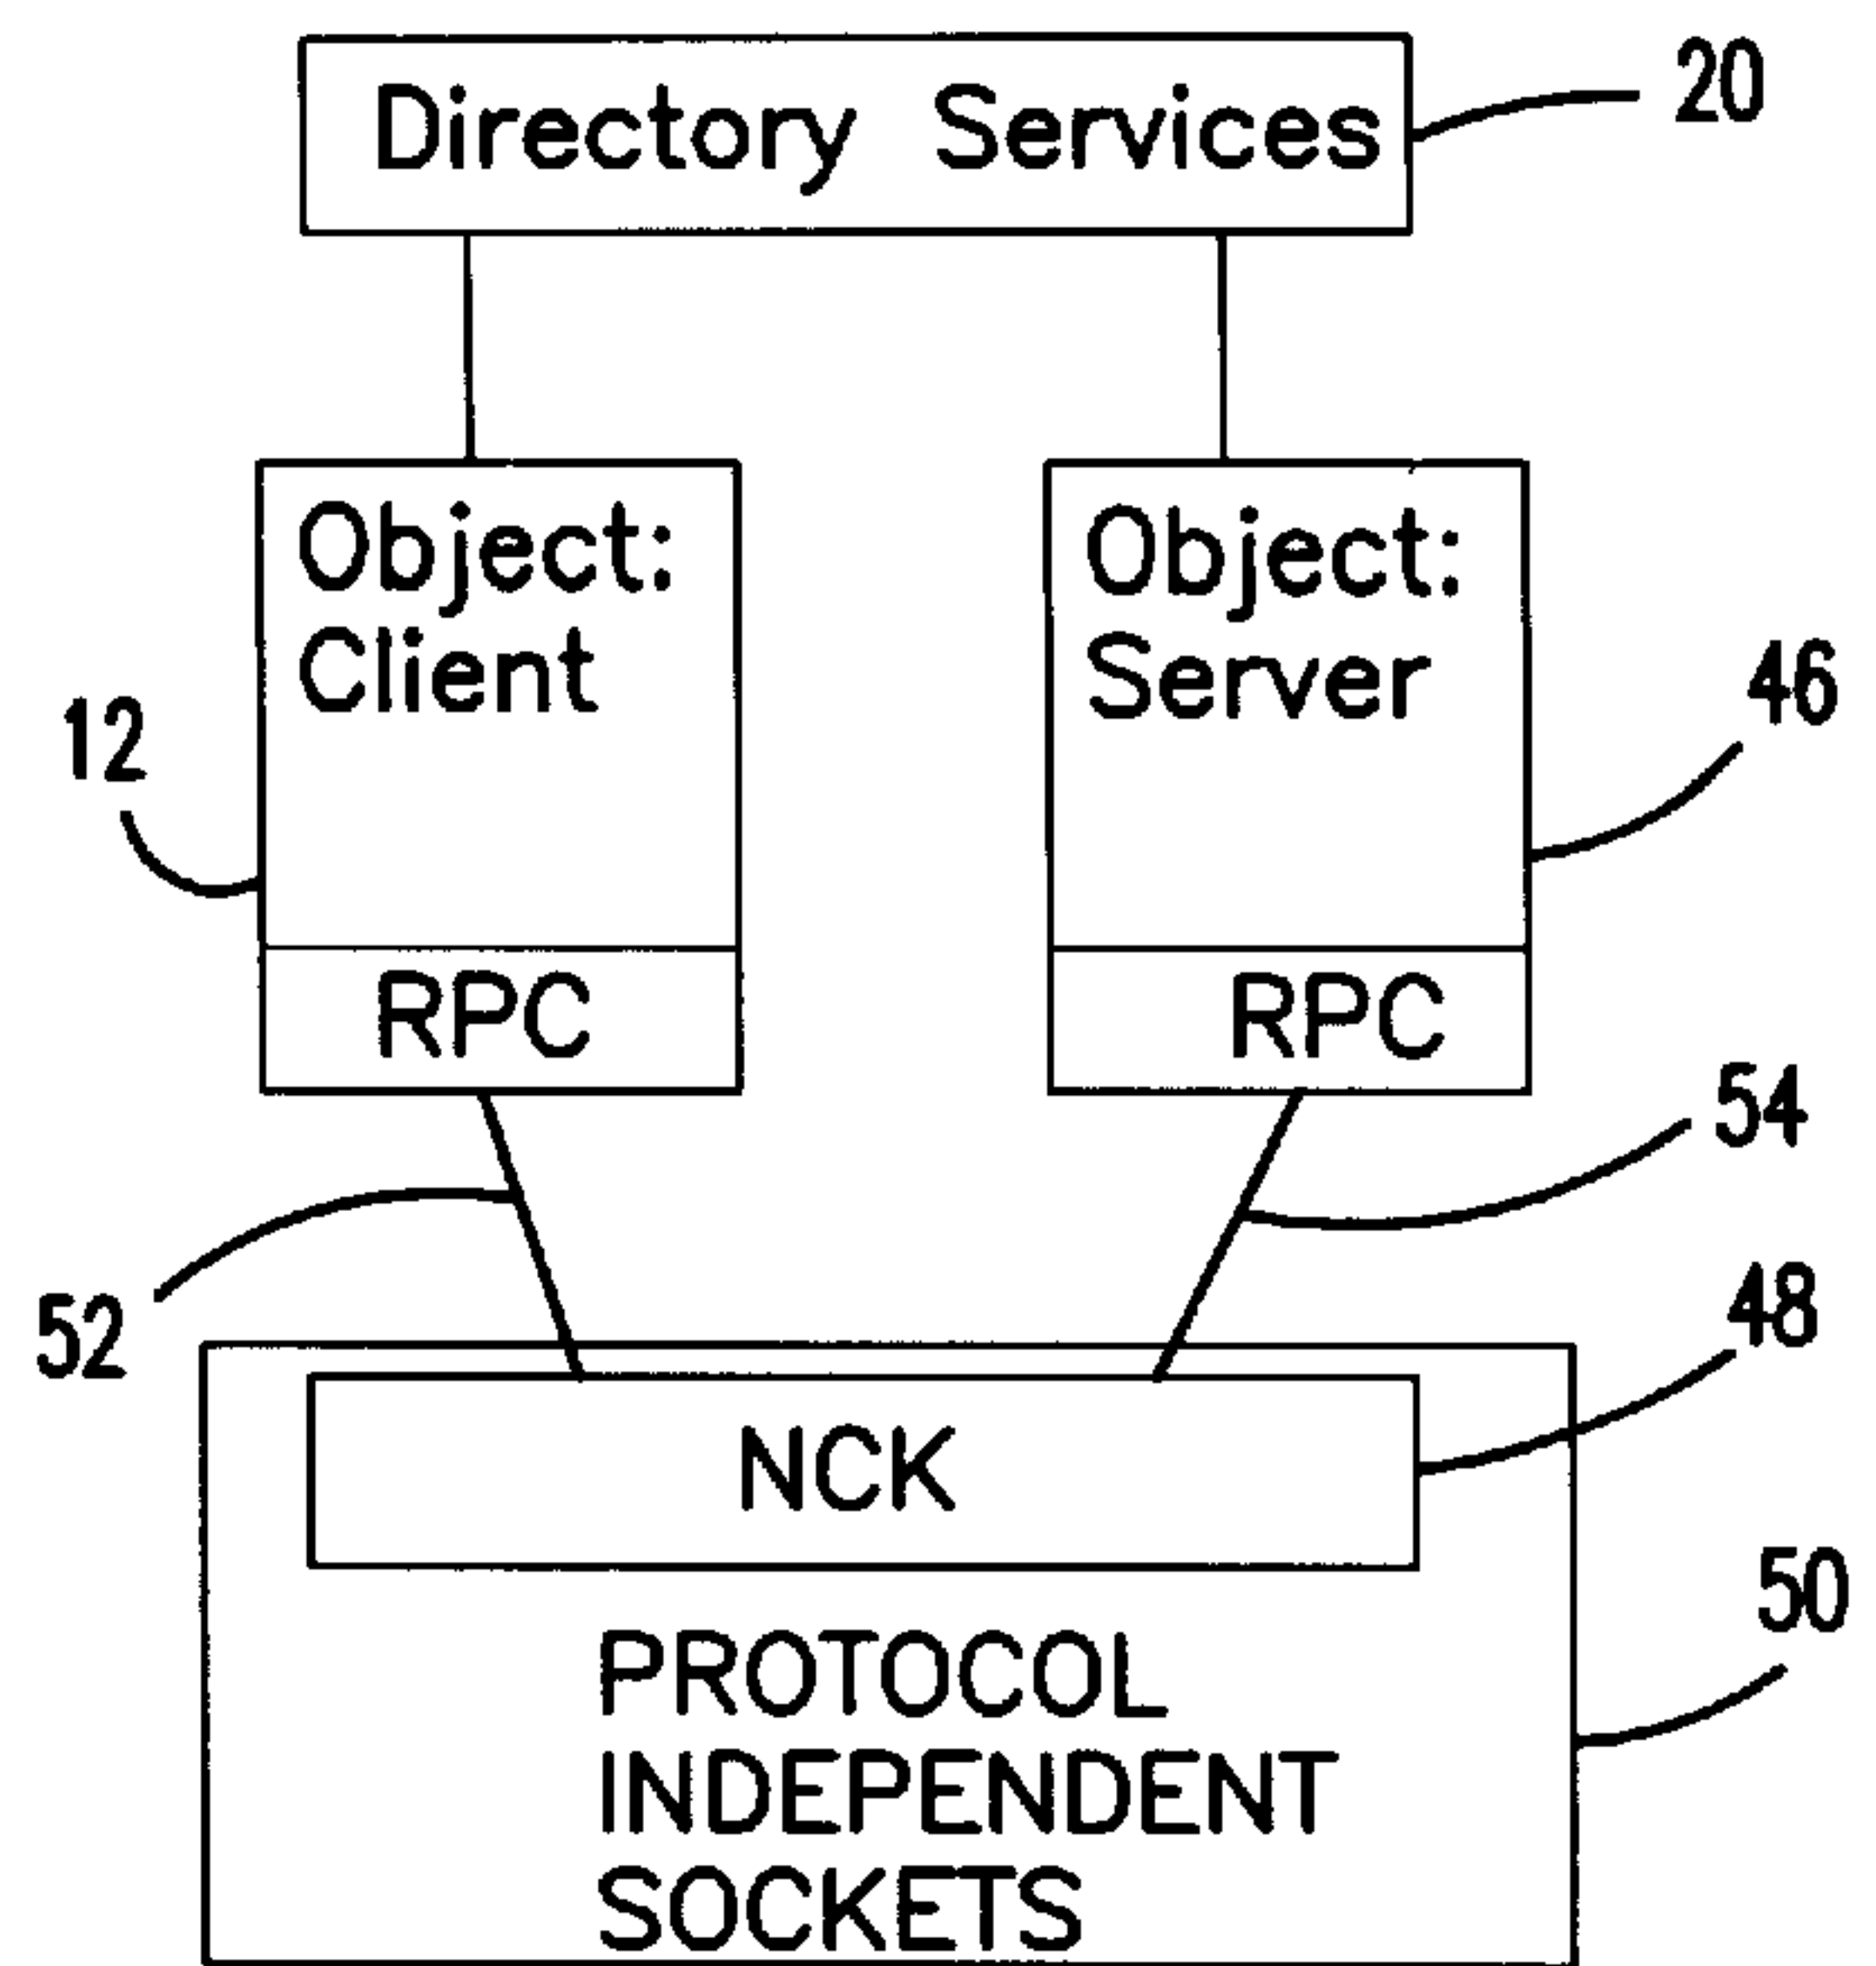 Directory Services
20
Object:
Client
Object:
Server
12
46
RPC
RPC
54
52
48
NCK
50
PROTOCOL
INDEPENDENT
SOCKETS